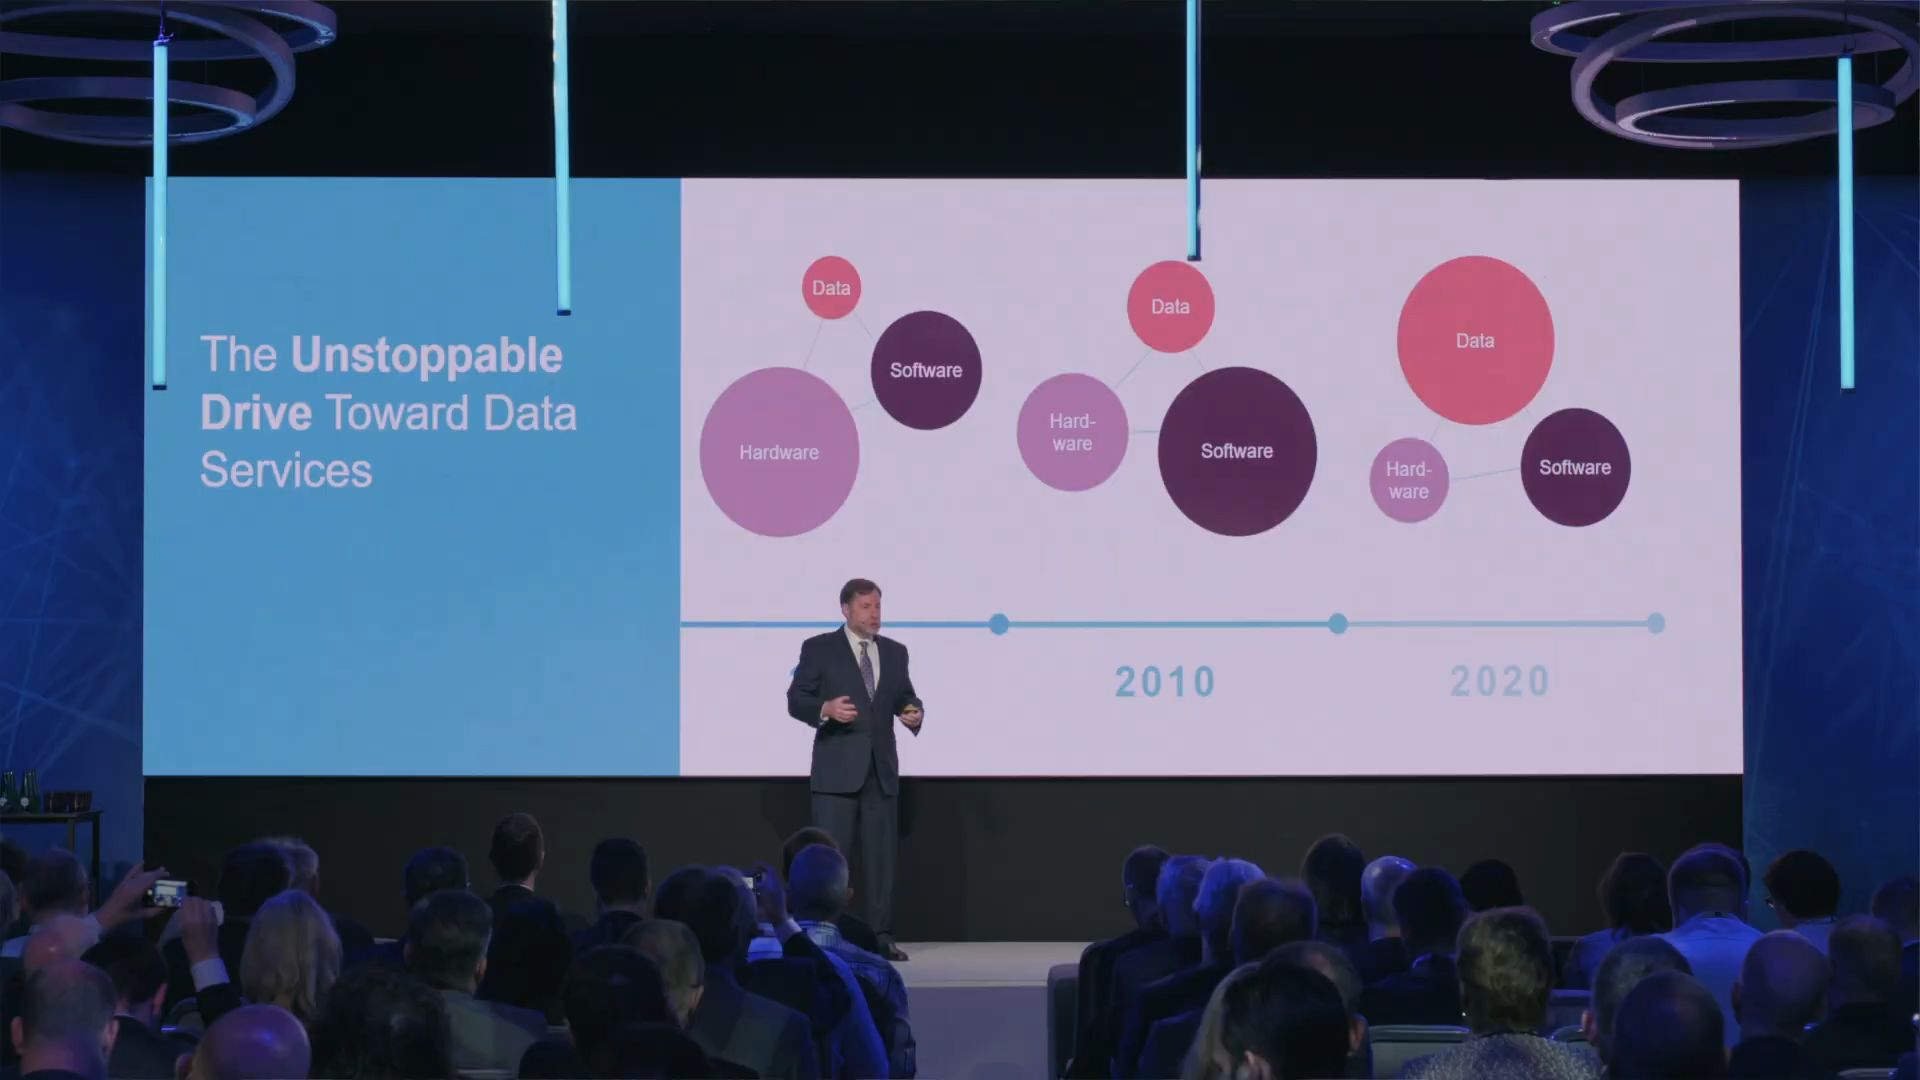 The Unstoppable
Drive Toward Data
Services
Data
Software
Hardware
Data
Hard-
ware
Software
Data
Hard-
ware
Software
2010
2020